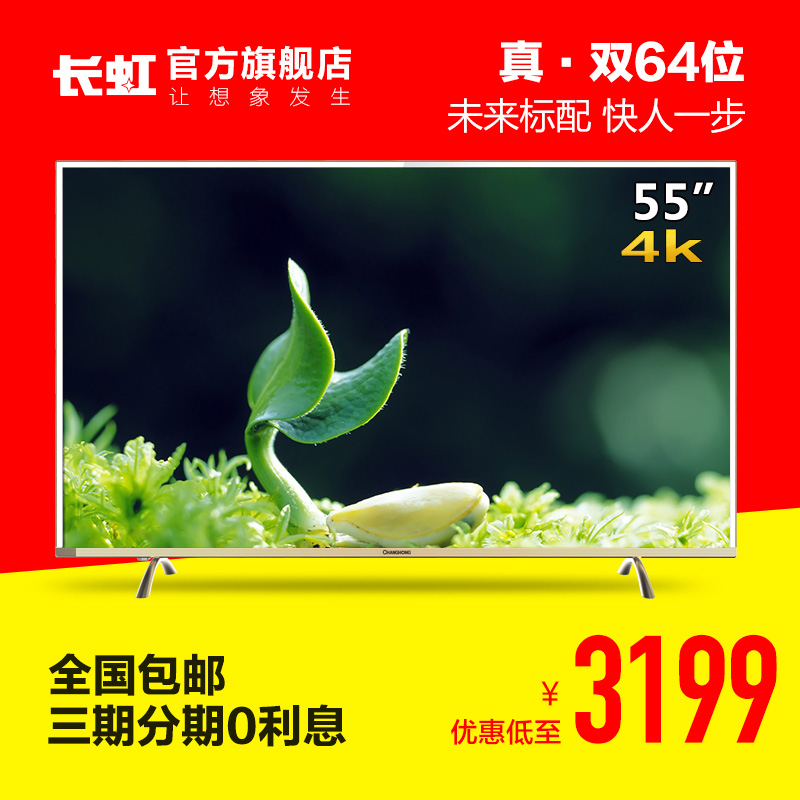 长虹 官方旗舰店
让想象发生
真·双64位
未来标配 快人一步
55”
4k
CHANGHONG
全国包邮
三期分期0利息
¥
优惠低至 3199